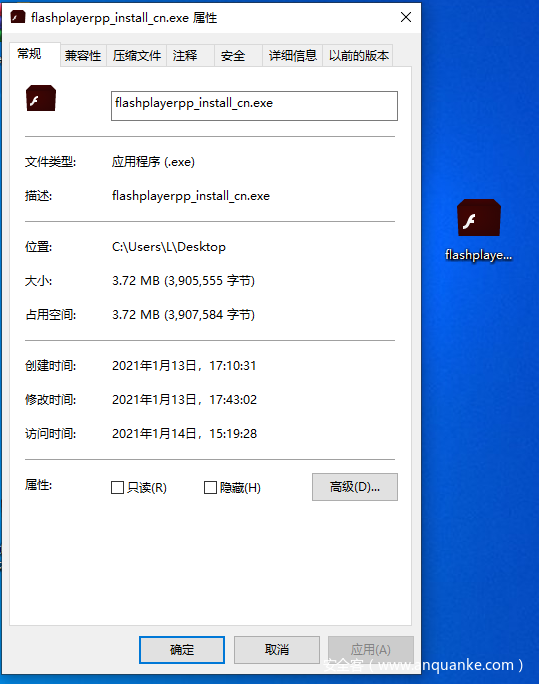 flashplayerpp_install_cn.exe 属性
常规 兼容性 压缩文件 注释 安全 详细信息 以前的版本
flashplayerpp_install_cn.exe
文件类型: 应用程序 (.exe)
描述: flashplayerpp_install_cn.exe
位置: C:\Users\L\Desktop
flashplaye...
大小: 3.72 MB (3,905,555 字节)
占用空间: 3.72 MB (3,907,584 字节)
创建时间: 2021年1月13日，17:10:31
修改时间: 2021年1月13日，17:43:02
访问时间: 2021年1月14日，15:19:28
属性: 只读(R) 隐藏(H) 高级(D)...
确定 取消 应用(A)
安全客（www.anquanke.com）